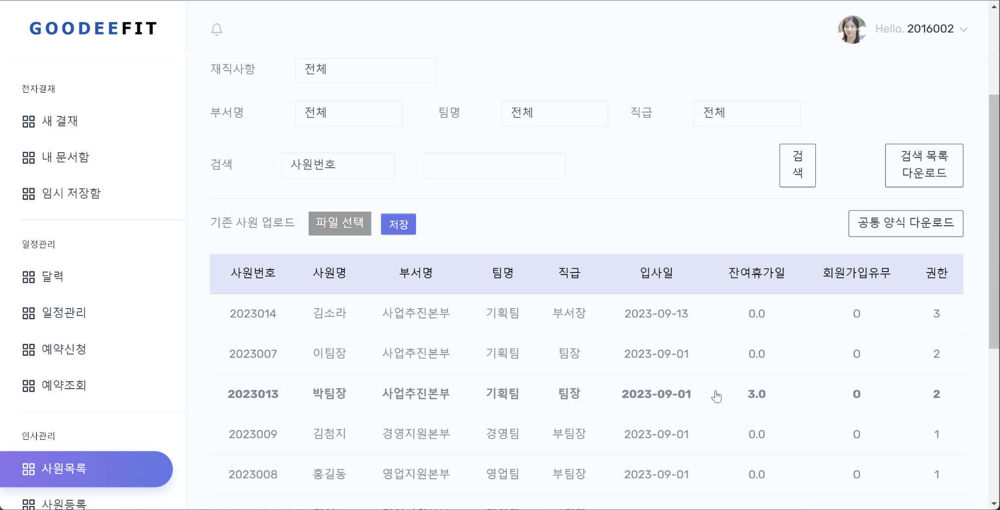 GOODEEFIT
Hello, 2016002
전자결재
새 결재
내 문서함
임시 저장함
일정관리
달력
일정관리
예약신청
예약조회
인사관리
사원목록
사원등록
재직사항 전체
부서명 전체 팀명 전체 직급 전체
검색 사원번호 검색 검색 목록 다운로드
기존 사원 업로드 파일 선택 저장 공통 양식 다운로드
사원번호 사원명 부서명 팀명 직급 입사일 잔여휴가일 회원가입유무 권한
2023014 김소라 사업추진본부 기획팀 부서장 2023-09-13 0.0 O 3
2023007 이팀장 사업추진본부 기획팀 팀장 2023-09-01 0.0 O 2
2023013 박팀장 사업추진본부 기획팀 팀장 2023-09-01 3.0 O 2
2023009 김첨지 경영지원본부 경영팀 부팀장 2023-09-01 0.0 O 1
2023008 홍길동 영업지원본부 영업팀 부팀장 2023-09-01 0.0 O 1